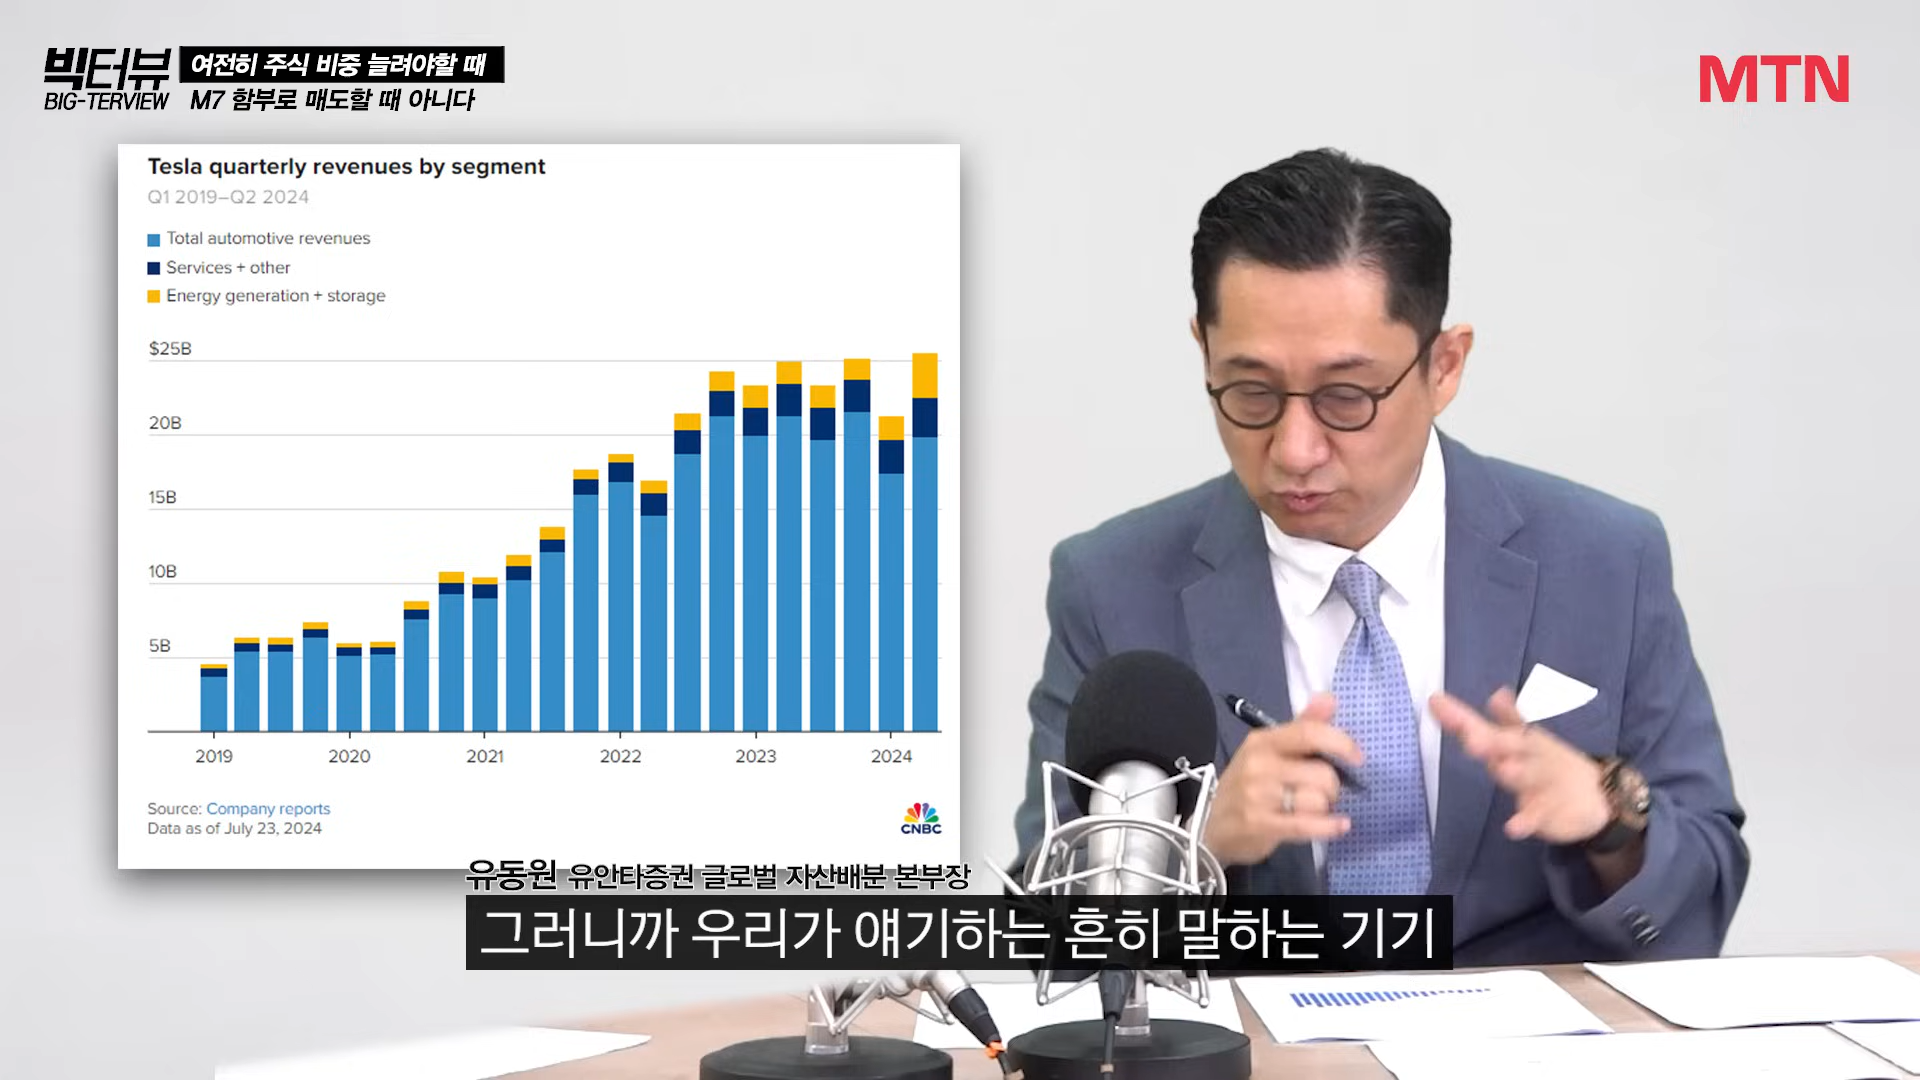 빅터뷰
BIG-TERVIEW
여전히 주식 비중 늘려야할 때
M7 함부로 매도할 때 아니다
MTN
Tesla quarterly revenues by segment
Q1 2019–Q2 2024
Total automotive revenues
Services + other
Energy generation + storage
$25B
20B
15B
10B
5B
2019 2020 2021 2022 2023 2024
Source: Company reports
Data as of July 23, 2024
CNBC
유동원 유안타증권 글로벌 자산배분 본부장
그러니까 우리가 얘기하는 흔히 말하는 기기